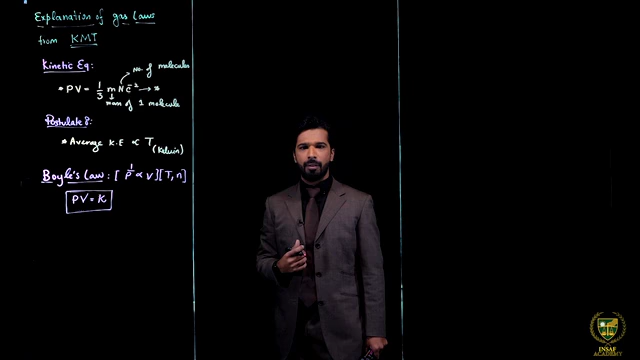 Explanation of gas Laws
from KMT
Kinetic Eq:
No. of molecules
* PV = 1/3 m N c̄² → *
mass of 1 molecule
Postulate 8:
* Average K.E ∝ T (Kelvin)
Boyle's Law: [ 1/P ∝ V ] [T, n]
PV = K
INSAF
ACADEMY